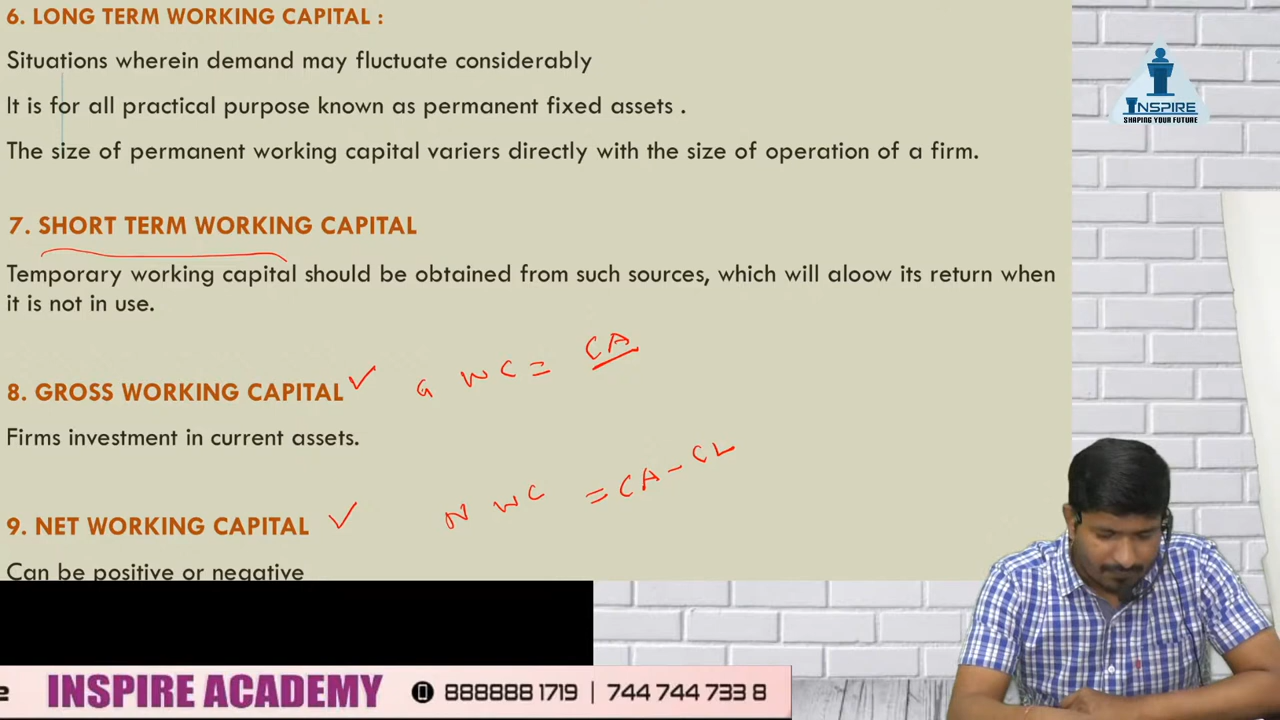 6. LONG TERM WORKING CAPITAL :
Situations wherein demand may fluctuate considerably
It is for all practical purpose known as permanent fixed assets .
The size of permanent working capital variers directly with the size of operation of a firm.
7. SHORT TERM WORKING CAPITAL
Temporary working capital should be obtained from such sources, which will aloow its return when
it is not in use.
8. GROSS WORKING CAPITAL
G WC = CA
Firms investment in current assets.
9. NET WORKING CAPITAL
N WC = CA - CL
Can be positive or negative
INSPIRE
SHAPING YOUR FUTURE
e INSPIRE ACADEMY 888888 1719 | 744 744 733 8